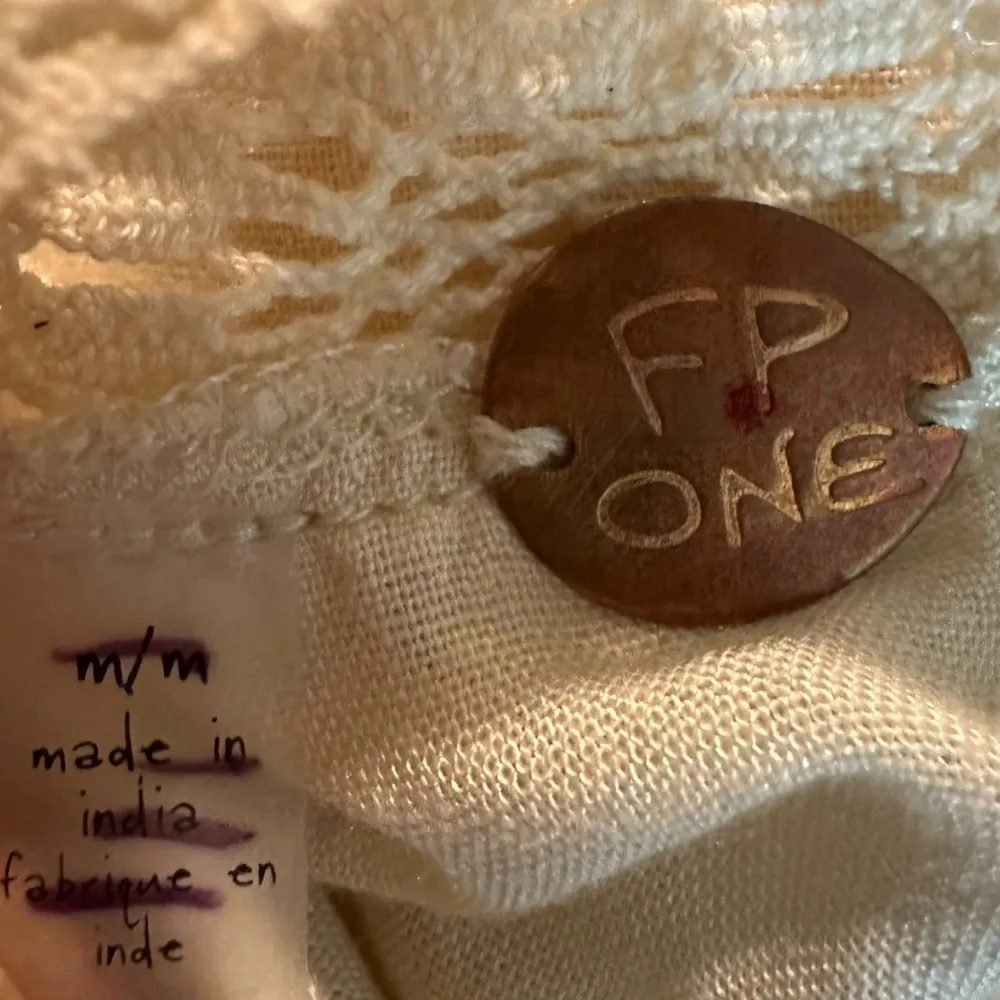 FP
ONE
m/m
made in
india
fabrique en
inde